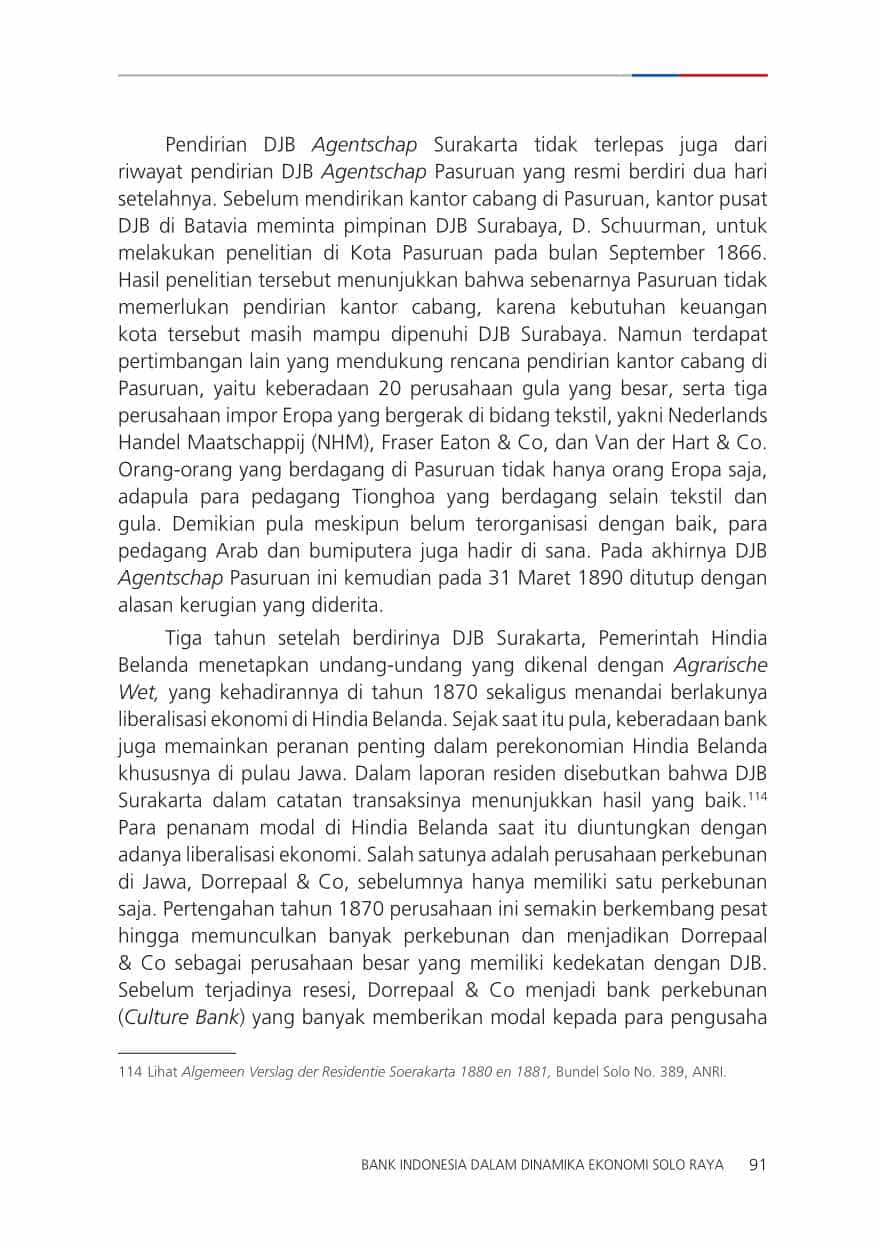 Pendirian DJB Agentschap Surakarta tidak terlepas juga dari
riwayat pendirian DJB Agentschap Pasuruan yang resmi berdiri dua hari
setelahnya. Sebelum mendirikan kantor cabang di Pasuruan, kantor pusat
DJB di Batavia meminta pimpinan DJB Surabaya, D. Schuurman, untuk
melakukan penelitian di Kota Pasuruan pada bulan September 1866.
Hasil penelitian tersebut menunjukkan bahwa sebenarnya Pasuruan tidak
memerlukan pendirian kantor cabang, karena kebutuhan keuangan
kota tersebut masih mampu dipenuhi DJB Surabaya. Namun terdapat
pertimbangan lain yang mendukung rencana pendirian kantor cabang di
Pasuruan, yaitu keberadaan 20 perusahaan gula yang besar, serta tiga
perusahaan impor Eropa yang bergerak di bidang tekstil, yakni Nederlands
Handel Maatschappij (NHM), Fraser Eaton & Co, dan Van der Hart & Co.
Orang-orang yang berdagang di Pasuruan tidak hanya orang Eropa saja,
adapula para pedagang Tionghoa yang berdagang selain tekstil dan
gula. Demikian pula meskipun belum terorganisasi dengan baik, para
pedagang Arab dan bumiputera juga hadir di sana. Pada akhirnya DJB
Agentschap Pasuruan ini kemudian pada 31 Maret 1890 ditutup dengan
alasan kerugian yang diderita.
Tiga tahun setelah berdirinya DJB Surakarta, Pemerintah Hindia
Belanda menetapkan undang-undang yang dikenal dengan Agrarische
Wet, yang kehadirannya di tahun 1870 sekaligus menandai berlakunya
liberalisasi ekonomi di Hindia Belanda. Sejak saat itu pula, keberadaan bank
juga memainkan peranan penting dalam perekonomian Hindia Belanda
khususnya di pulau Jawa. Dalam laporan residen disebutkan bahwa DJB
Surakarta dalam catatan transaksinya menunjukkan hasil yang baik.114
Para penanam modal di Hindia Belanda saat itu diuntungkan dengan
adanya liberalisasi ekonomi. Salah satunya adalah perusahaan perkebunan
di Jawa, Dorrepaal & Co, sebelumnya hanya memiliki satu perkebunan
saja. Pertengahan tahun 1870 perusahaan ini semakin berkembang pesat
hingga memunculkan banyak perkebunan dan menjadikan Dorrepaal
& Co sebagai perusahaan besar yang memiliki kedekatan dengan DJB.
Sebelum terjadinya resesi, Dorrepaal & Co menjadi bank perkebunan
(Culture Bank) yang banyak memberikan modal kepada para pengusaha
114 Lihat Algemeen Verslag der Residentie Soerakarta 1880 en 1881, Bundel Solo No. 389, ANRI.
BANK INDONESIA DALAM DINAMIKA EKONOMI SOLO RAYA 91